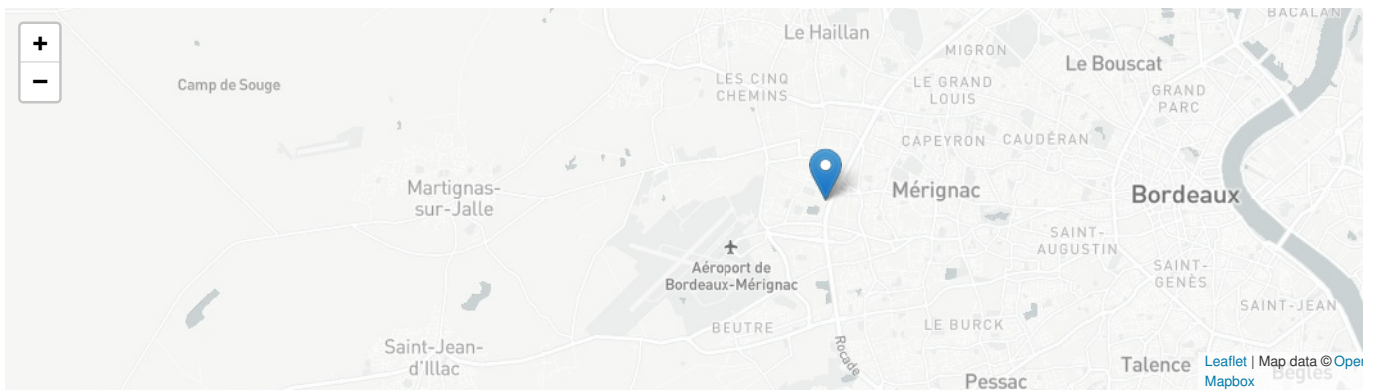 +
−
BACALAN
Le Haillan
MIGRON
Le Bouscat
Camp de Souge
LES CINQ
CHEMINS
LE GRAND
LOUIS
GRAND
PARC
CAPEYRON
CAUDÉRAN
Martignas-
sur-Jalle
Mérignac
Bordeaux
SAINT-
AUGUSTIN
Aéroport de
Bordeaux-Mérignac
SAINT-
GENÈS
SAINT-JEAN
BEUTRE
LE BURCK
Rocade
Saint-Jean-
d'Illac
Talence
Pessac
Bègles
Leaflet | Map data © Oper
Mapbox